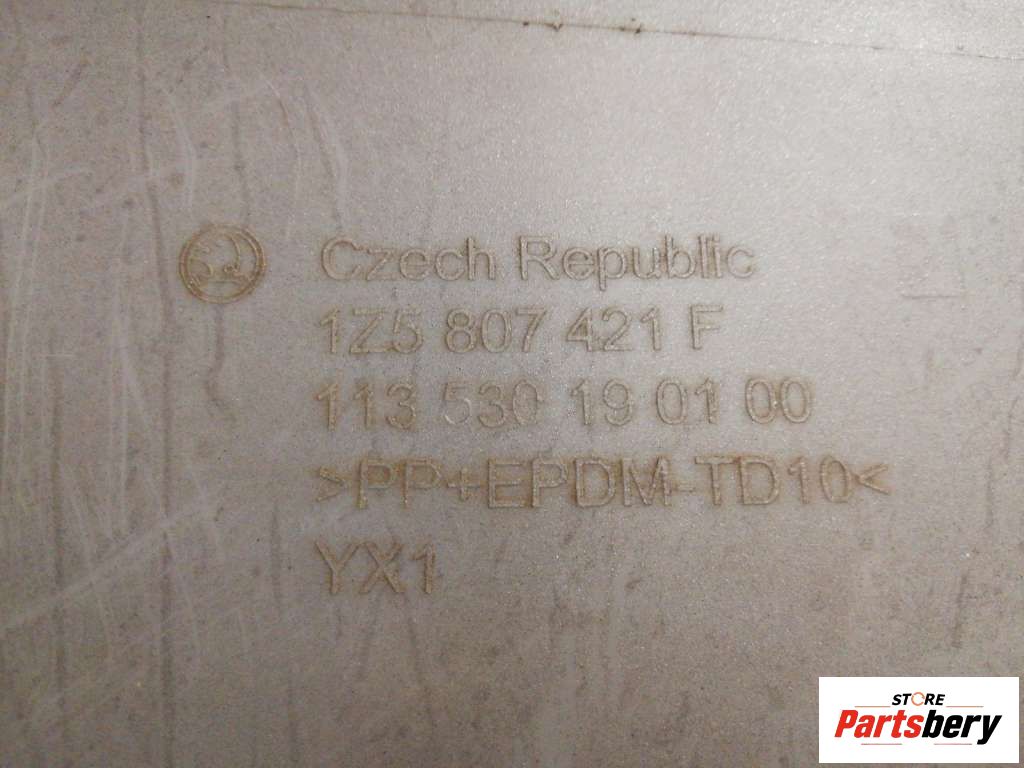 Czech Republic
1Z5 807 421 F
113 530 19 01 00
>PP+EPDM-TD10<
YX1
STORE
Partsbery